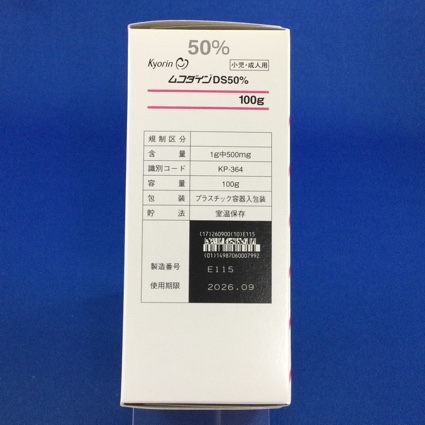 50%
Kyorin
小児・成人用
ムコダインDS50%
100g
規制区分
含量 1g中500mg
識別コード KP-364
容量 100g
包装 プラスチック容器入包装
貯法 室温保存
(17)260900(10)E115
(01)14987060007992
製造番号 E115
使用期限 2026.09